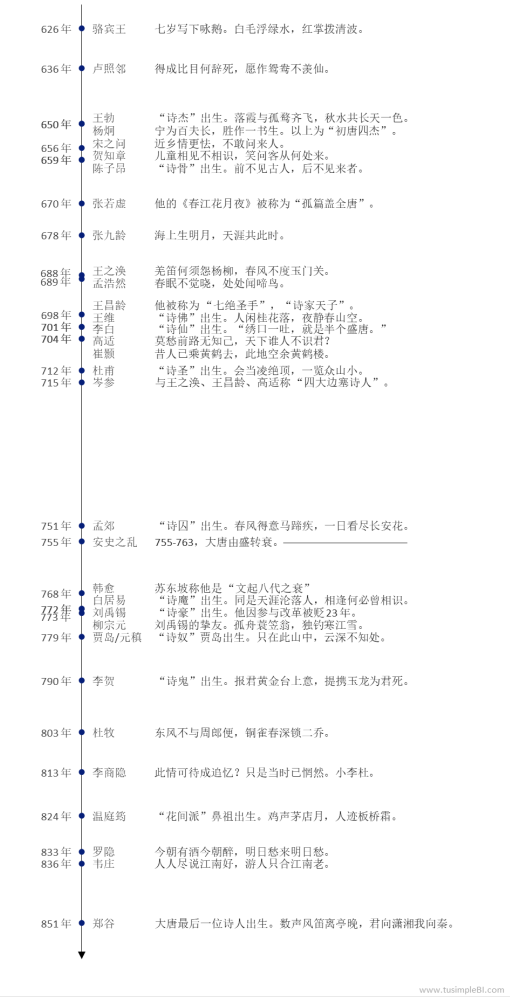 626年 骆宾王 七岁写下咏鹅。白毛浮绿水，红掌拨清波。
636年 卢照邻 得成比目何辞死，愿作鸳鸯不羡仙。
650年 王勃 “诗杰”出生。落霞与孤鹜齐飞，秋水共长天一色。
杨炯 宁为百夫长，胜作一书生。以上为“初唐四杰”。
656年 宋之问 近乡情更怯，不敢问来人。
659年 贺知章 儿童相见不相识，笑问客从何处来。
陈子昂 “诗骨”出生。前不见古人，后不见来者。
670年 张若虚 他的《春江花月夜》被称为“孤篇盖全唐”。
678年 张九龄 海上生明月，天涯共此时。
688年 王之涣 羌笛何须怨杨柳，春风不度玉门关。
689年 孟浩然 春眠不觉晓，处处闻啼鸟。
王昌龄 他被称为“七绝圣手”，“诗家天子”。
698年 王维 “诗佛”出生。人闲桂花落，夜静春山空。
701年 李白 “诗仙”出生。“绣口一吐，就是半个盛唐。”
704年 高适 莫愁前路无知己，天下谁人不识君？
崔颢 昔人已乘黄鹤去，此地空余黄鹤楼。
712年 杜甫 “诗圣”出生。会当凌绝顶，一览众山小。
715年 岑参 与王之涣、王昌龄、高适称“四大边塞诗人”。
751年 孟郊 “诗囚”出生。春风得意马蹄疾，一日看尽长安花。
755年 安史之乱 755-763，大唐由盛转衰。
768年 韩愈 苏东坡称他是“文起八代之衰”
772年 白居易 “诗魔”出生。同是天涯沦落人，相逢何必曾相识。
刘禹锡 “诗豪”出生。他因参与改革被贬23年。
773年 柳宗元 刘禹锡的挚友。孤舟蓑笠翁，独钓寒江雪。
779年 贾岛/元稹 “诗奴”贾岛出生。只在此山中，云深不知处。
790年 李贺 “诗鬼”出生。报君黄金台上意，提携玉龙为君死。
803年 杜牧 东风不与周郎便，铜雀春深锁二乔。
813年 李商隐 此情可待成追忆？只是当时已惘然。小李杜。
824年 温庭筠 “花间派”鼻祖出生。鸡声茅店月，人迹板桥霜。
833年 罗隐 今朝有酒今朝醉，明日愁来明日愁。
836年 韦庄 人人尽说江南好，游人只合江南老。
851年 郑谷 大唐最后一位诗人出生。数声风笛离亭晚，君向潇湘我向秦。
www.tusimpleBI.com